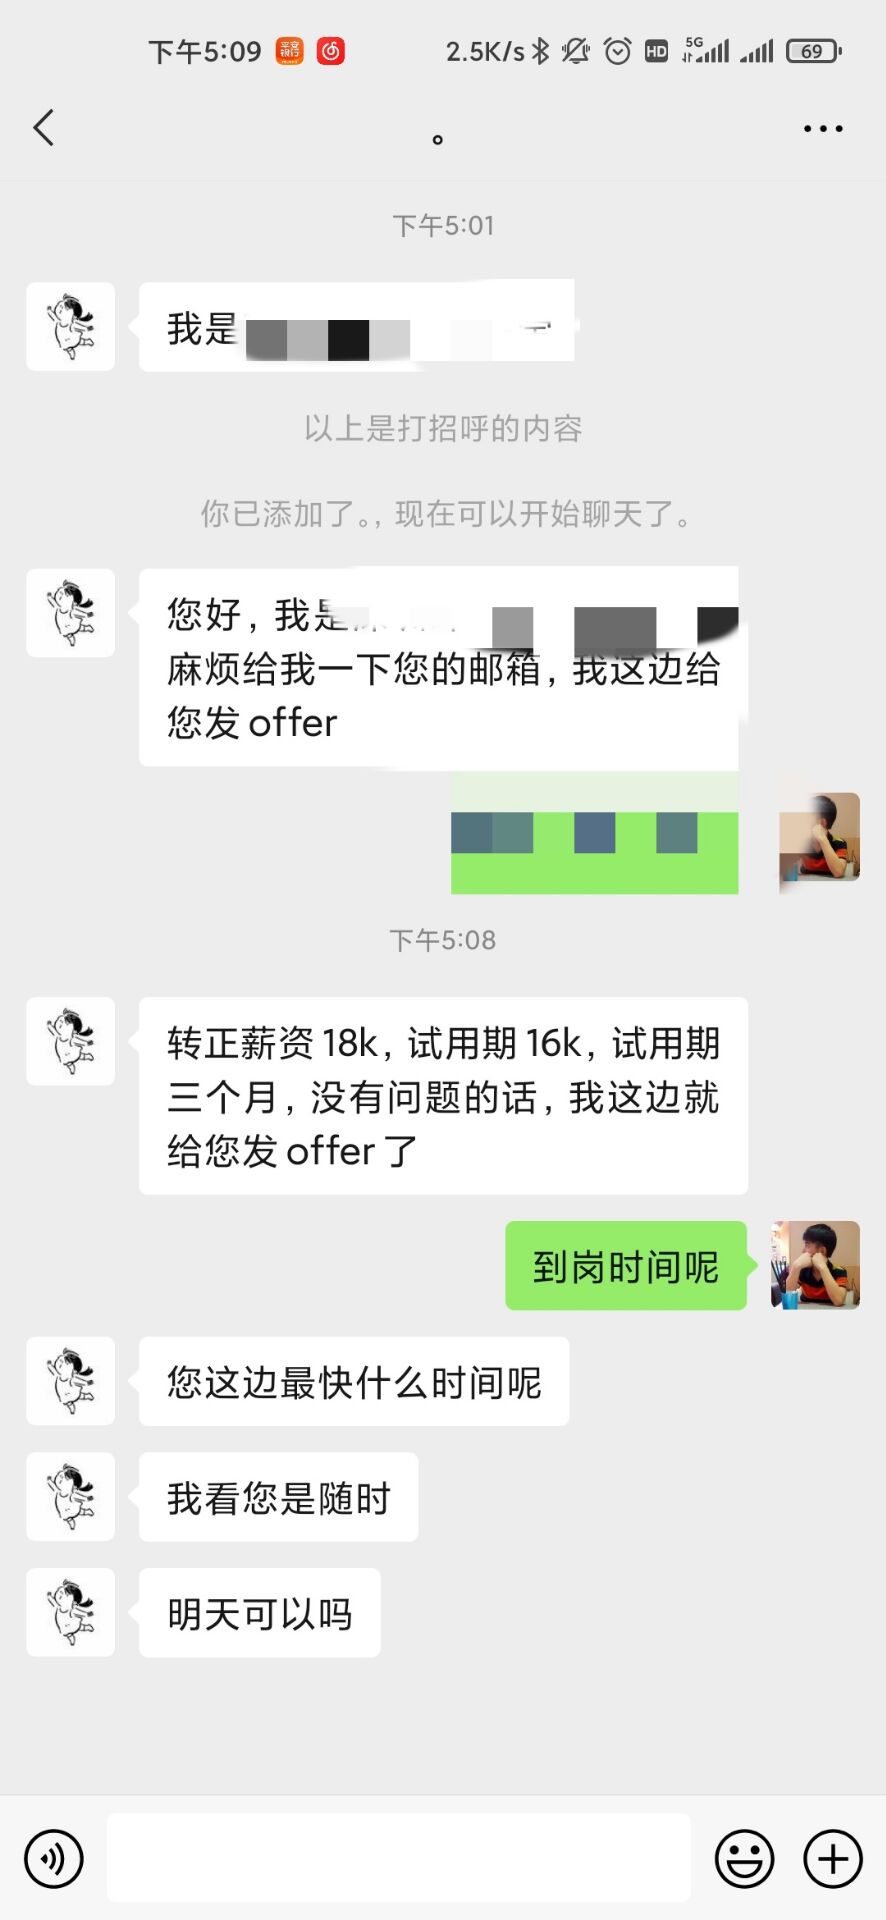 下午5:09
平安
银行
2.5K/s
HD
5G
69
。
下午5:01
我是
以上是打招呼的内容
你已添加了。，现在可以开始聊天了。
您好，我是
麻烦给我一下您的邮箱，我这边给
您发 offer
下午5:08
转正薪资 18k，试用期 16k，试用期
三个月，没有问题的话，我这边就
给您发 offer 了
到岗时间呢
您这边最快什么时间呢
我看您是随时
明天可以吗